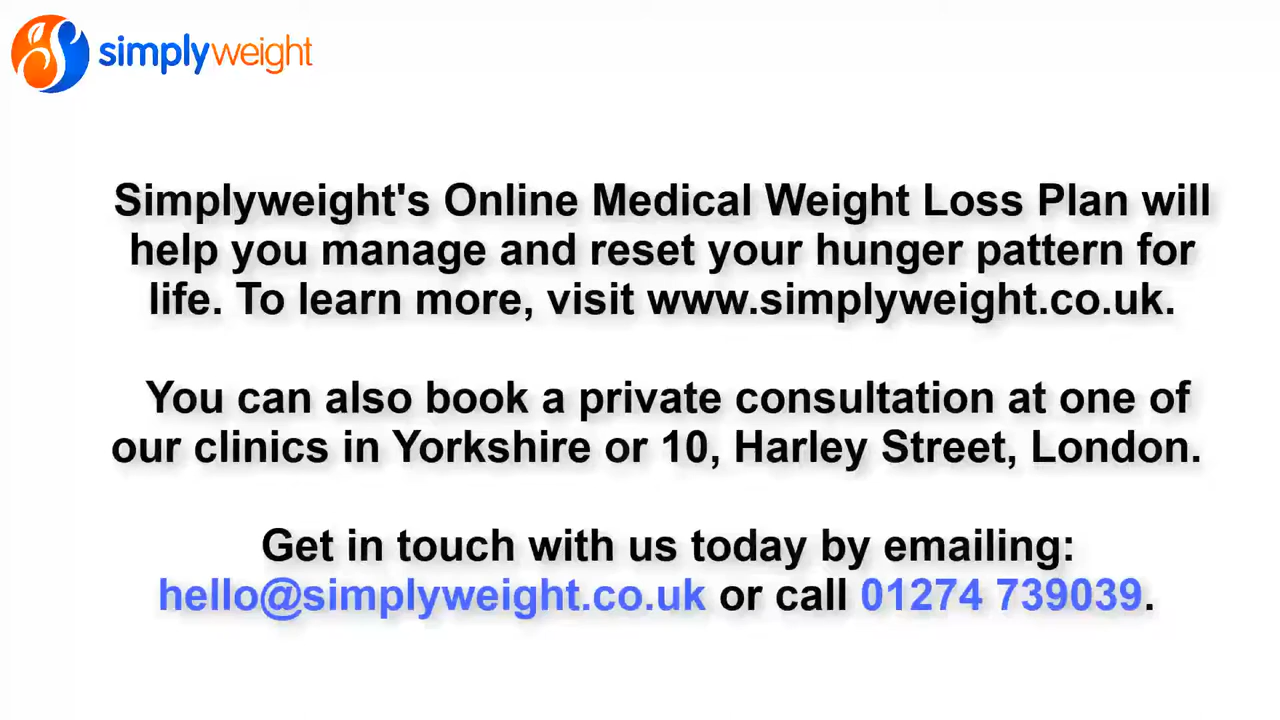 simplyweight
Simplyweight's Online Medical Weight Loss Plan will
help you manage and reset your hunger pattern for
life. To learn more, visit www.simplyweight.co.uk.
You can also book a private consultation at one of
our clinics in Yorkshire or 10, Harley Street, London.
Get in touch with us today by emailing:
hello@simplyweight.co.uk or call 01274 739039.